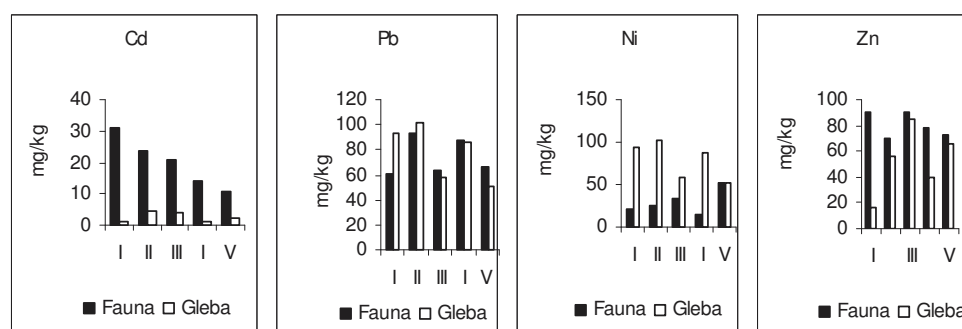 Cd
mg/kg
40
30
20
10
0
I II III I V
Fauna Gleba
Pb
mg/kg
120
100
80
60
40
20
0
I II III I V
Fauna Gleba
Ni
mg/kg
150
100
50
0
I II III I V
Fauna Gleba
Zn
mg/kg
100
80
60
40
20
0
I III V
Fauna Gleba